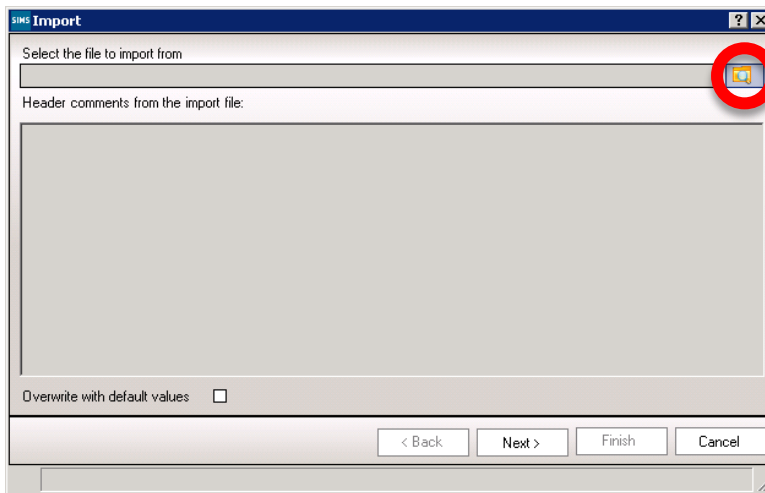 SIMS Import
Select the file to import from
Header comments from the import file:
Overwrite with default values
< Back Next > Finish Cancel